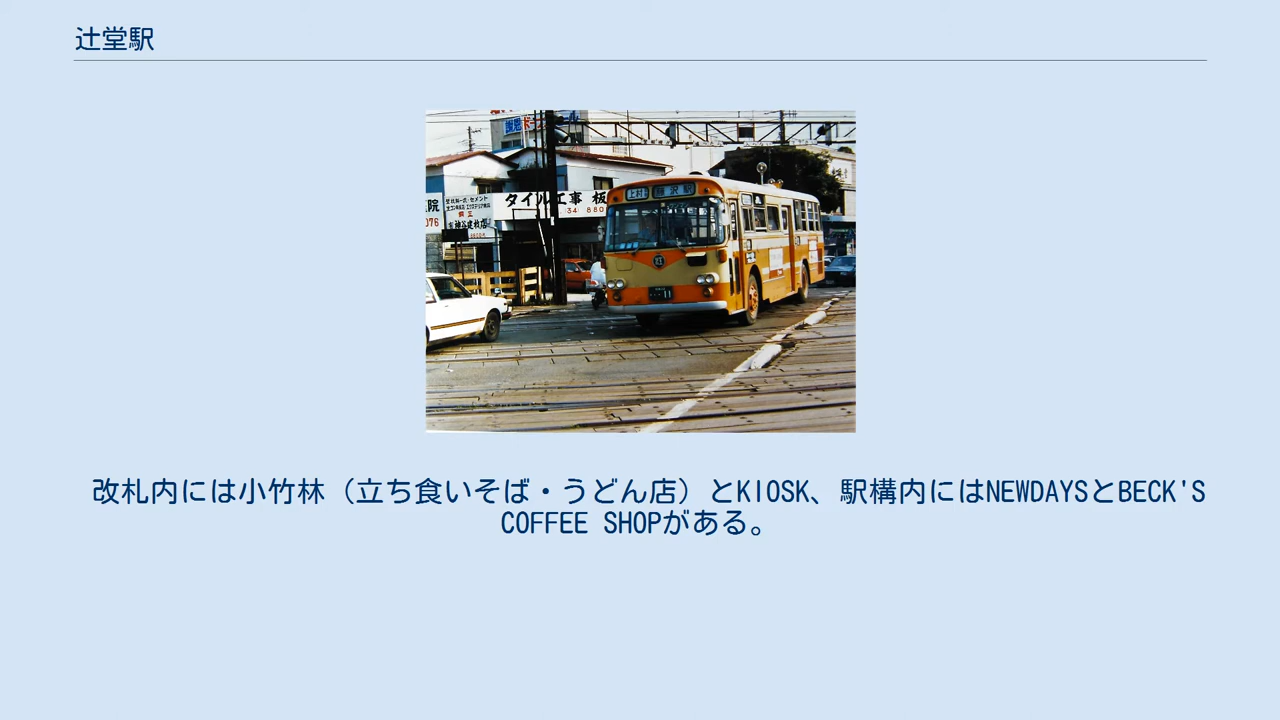 辻堂駅
タイル工事 板
藤沢駅
11
改札内には小竹林（立ち食いそば・うどん店）とKIOSK、駅構内にはNEWDAYSとBECK'S
COFFEE SHOPがある。